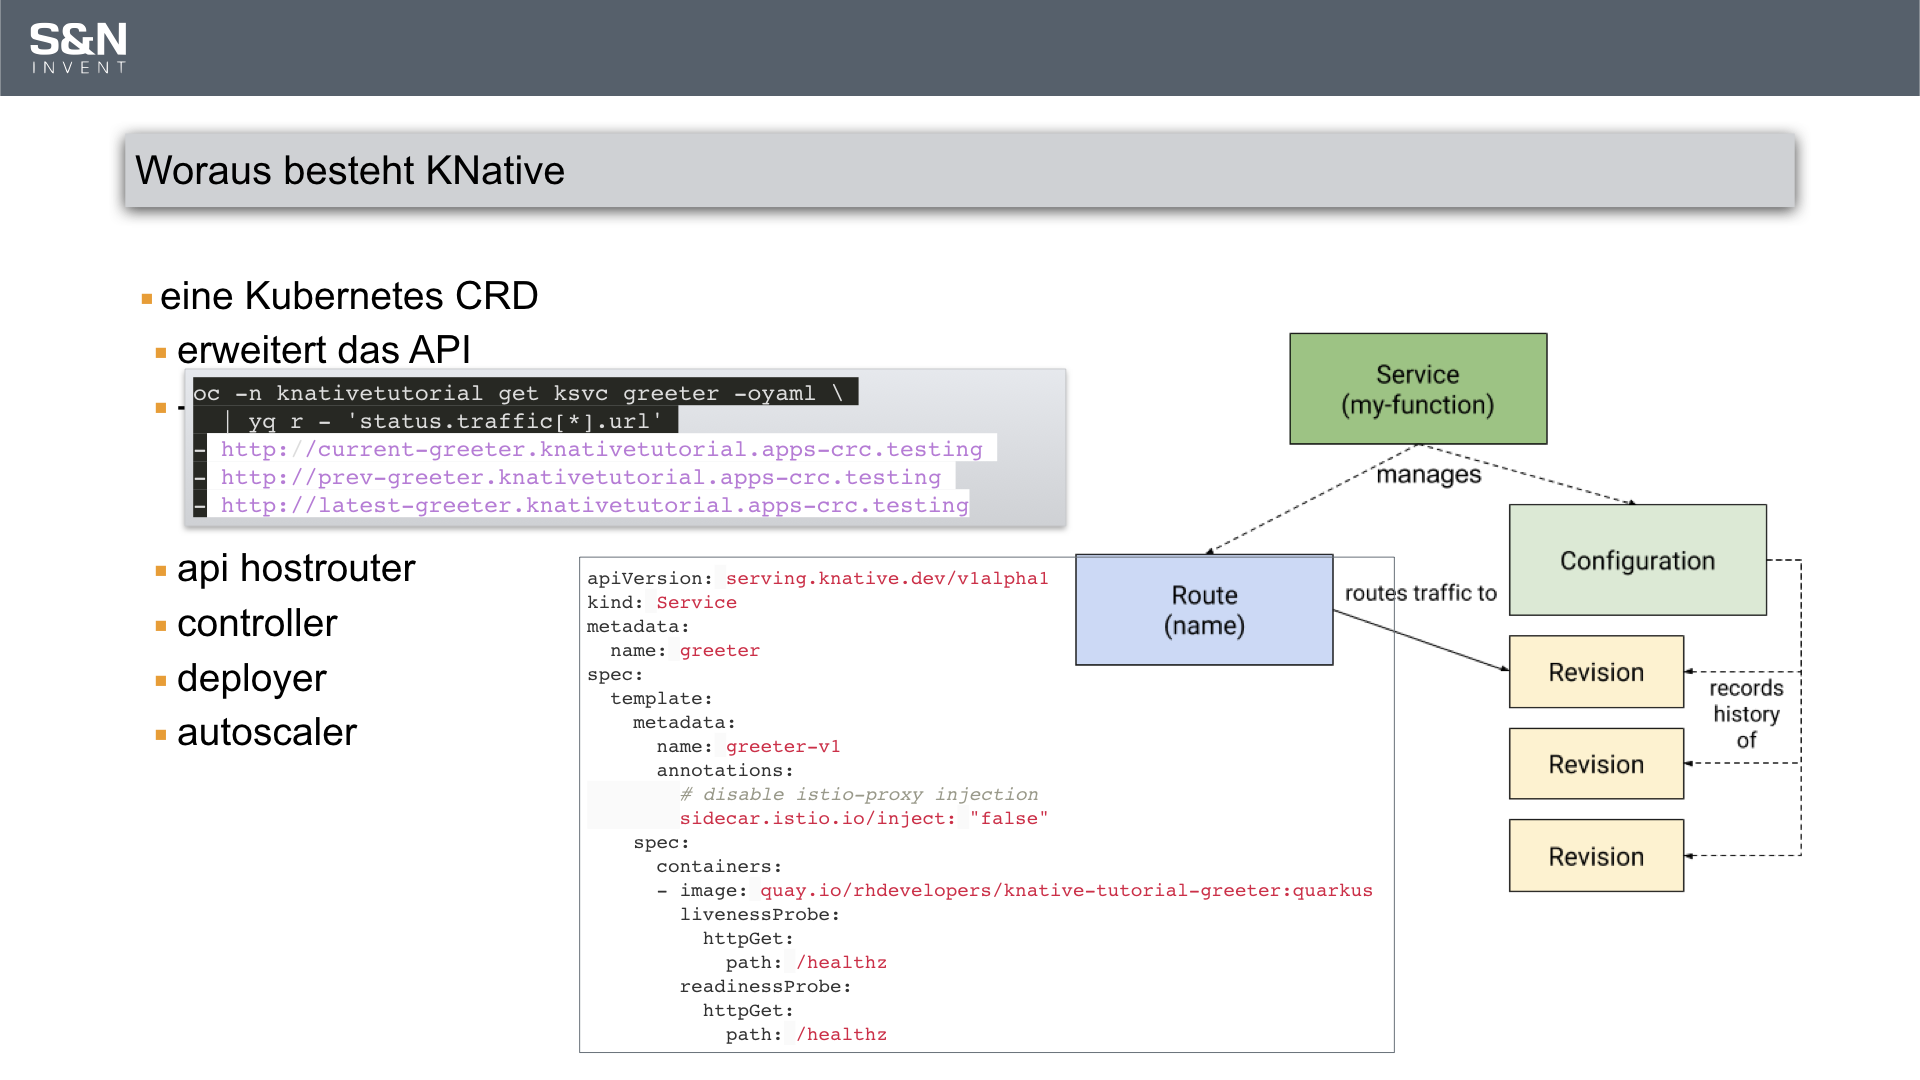 S&N
INVENT
Woraus besteht KNative
eine Kubernetes CRD
erweitert das API
oc -n knativetutorial get ksvc greeter -oyaml \
| yq r - 'status.traffic[*].url'
- http://current-greeter.knativetutorial.apps-crc.testing
- http://prev-greeter.knativetutorial.apps-crc.testing
- http://latest-greeter.knativetutorial.apps-crc.testing
api hostrouter
controller
deployer
autoscaler
apiVersion: serving.knative.dev/v1alpha1
kind: Service
metadata:
  name: greeter
spec:
  template:
    metadata:
      name: greeter-v1
      annotations:
        # disable istio-proxy injection
        sidecar.istio.io/inject: "false"
    spec:
      containers:
      - image: quay.io/rhdevelopers/knative-tutorial-greeter:quarkus
        livenessProbe:
          httpGet:
            path: /healthz
        readinessProbe:
          httpGet:
            path: /healthz
Service
(my-function)
manages
Configuration
Route
(name)
routes traffic to
Revision
records
history
of
Revision
Revision